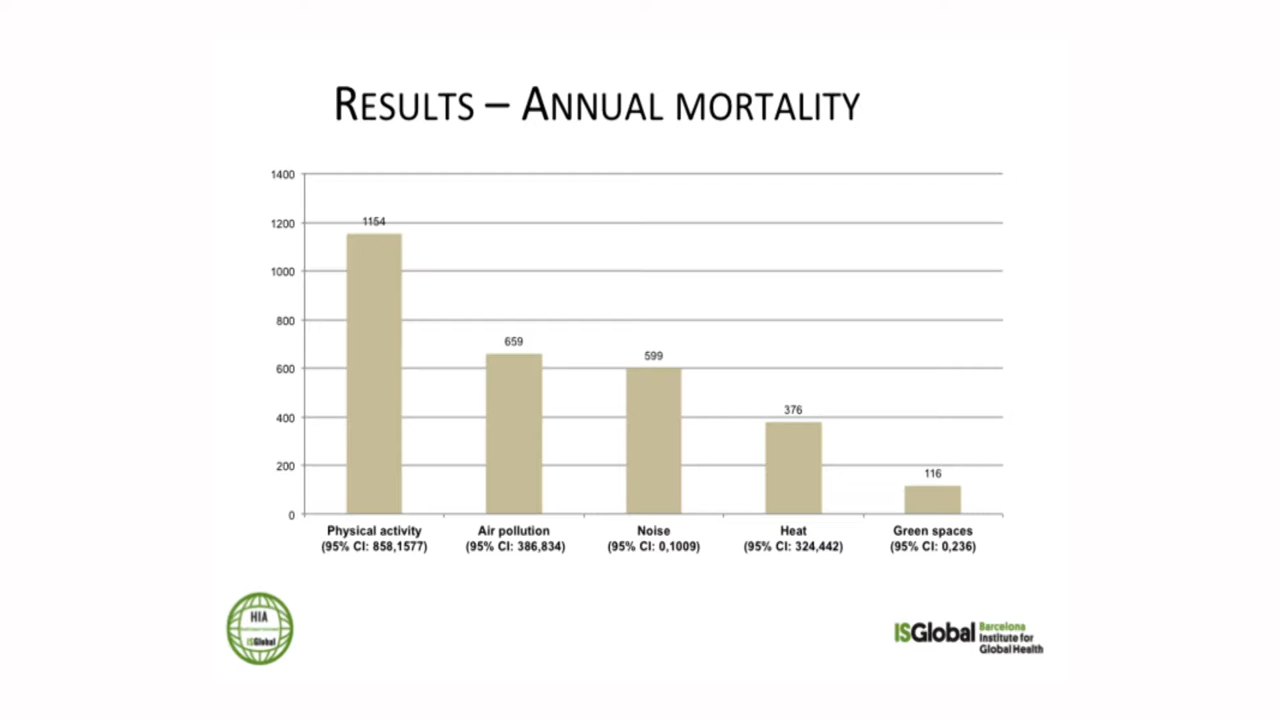 RESULTS – ANNUAL MORTALITY
1400
1200
1000
800
600
400
200
0
1154
659
599
376
116
Physical activity
(95% CI: 858,1577)
Air pollution
(95% CI: 386,834)
Noise
(95% CI: 0,1009)
Heat
(95% CI: 324,442)
Green spaces
(95% CI: 0,236)
HIA
ISGlobal
ISGlobal
Barcelona
Institute for
Global Health